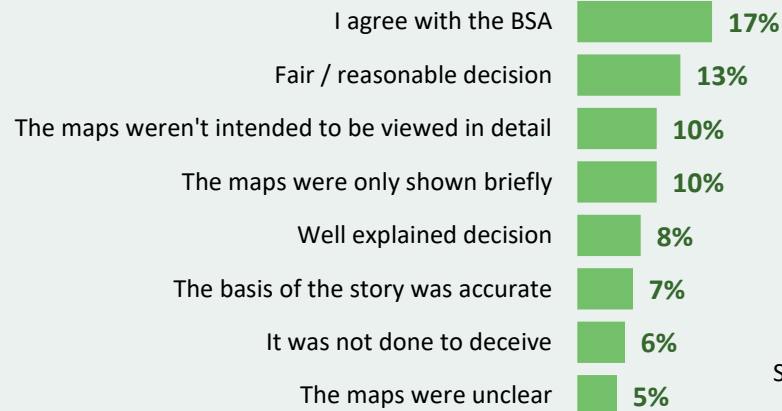 I agree with the BSA 17%
Fair / reasonable decision 13%
The maps weren't intended to be viewed in detail 10%
The maps were only shown briefly 10%
Well explained decision 8%
The basis of the story was accurate 7%
It was not done to deceive 6%
The maps were unclear 5%